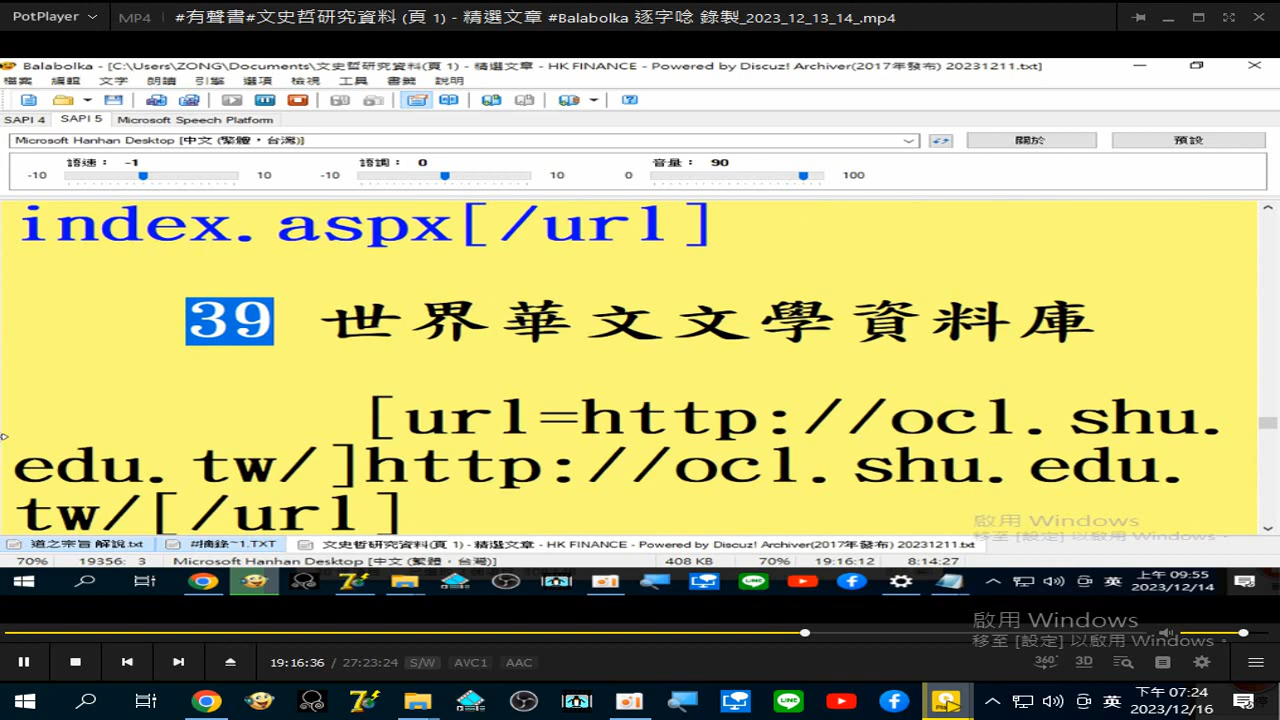 PotPlayer MP4 #有聲書#文史哲研究資料 (頁 1) - 精選文章 #Balabolka 逐字唸 錄製_2023_12_13_14_.mp4
Balabolka - [C:\Users\ZONG\Documents\文史哲研究資料(頁 1) - 精選文章 - HK FINANCE - Powered by Discuz! Archiver(2017年發布) 20231211.txt]
檔案 編輯 文字 朗讀 引擎 選項 檢視 工具 書籤 說明
SAPI 4 SAPI 5 Microsoft Speech Platform
Microsoft Hanhan Desktop [中文 (繁體，台灣)] 關於 預設
語速： -1 語調： 0 音量： 90
-10 10 -10 10 0 100
index.aspx[/url]
39 世界華文文學資料庫
[url=http://ocl.shu.
edu.tw/]http://ocl.shu.edu.
tw/[/url]
啟用 Windows
移至 [設定] 以啟用 Windows。
道之宗旨 解說.txt #摘錄~1.TXT 文史哲研究資料(頁 1) - 精選文章 - HK FINANCE - Powered by Discuz! Archiver(2017年發布) 20231211.txt
70% 19356: 3 Microsoft Hanhan Desktop [中文 (繁體，台灣)] 408 KB 70% 19:16:12 8:14:27
英 上午 09:55
2023/12/14
啟用 Windows
移至 [設定] 以啟用 Windows。
19:16:36 / 27:23:24 S/W AVC1 AAC 360° 3D
英 下午 07:24
2023/12/16